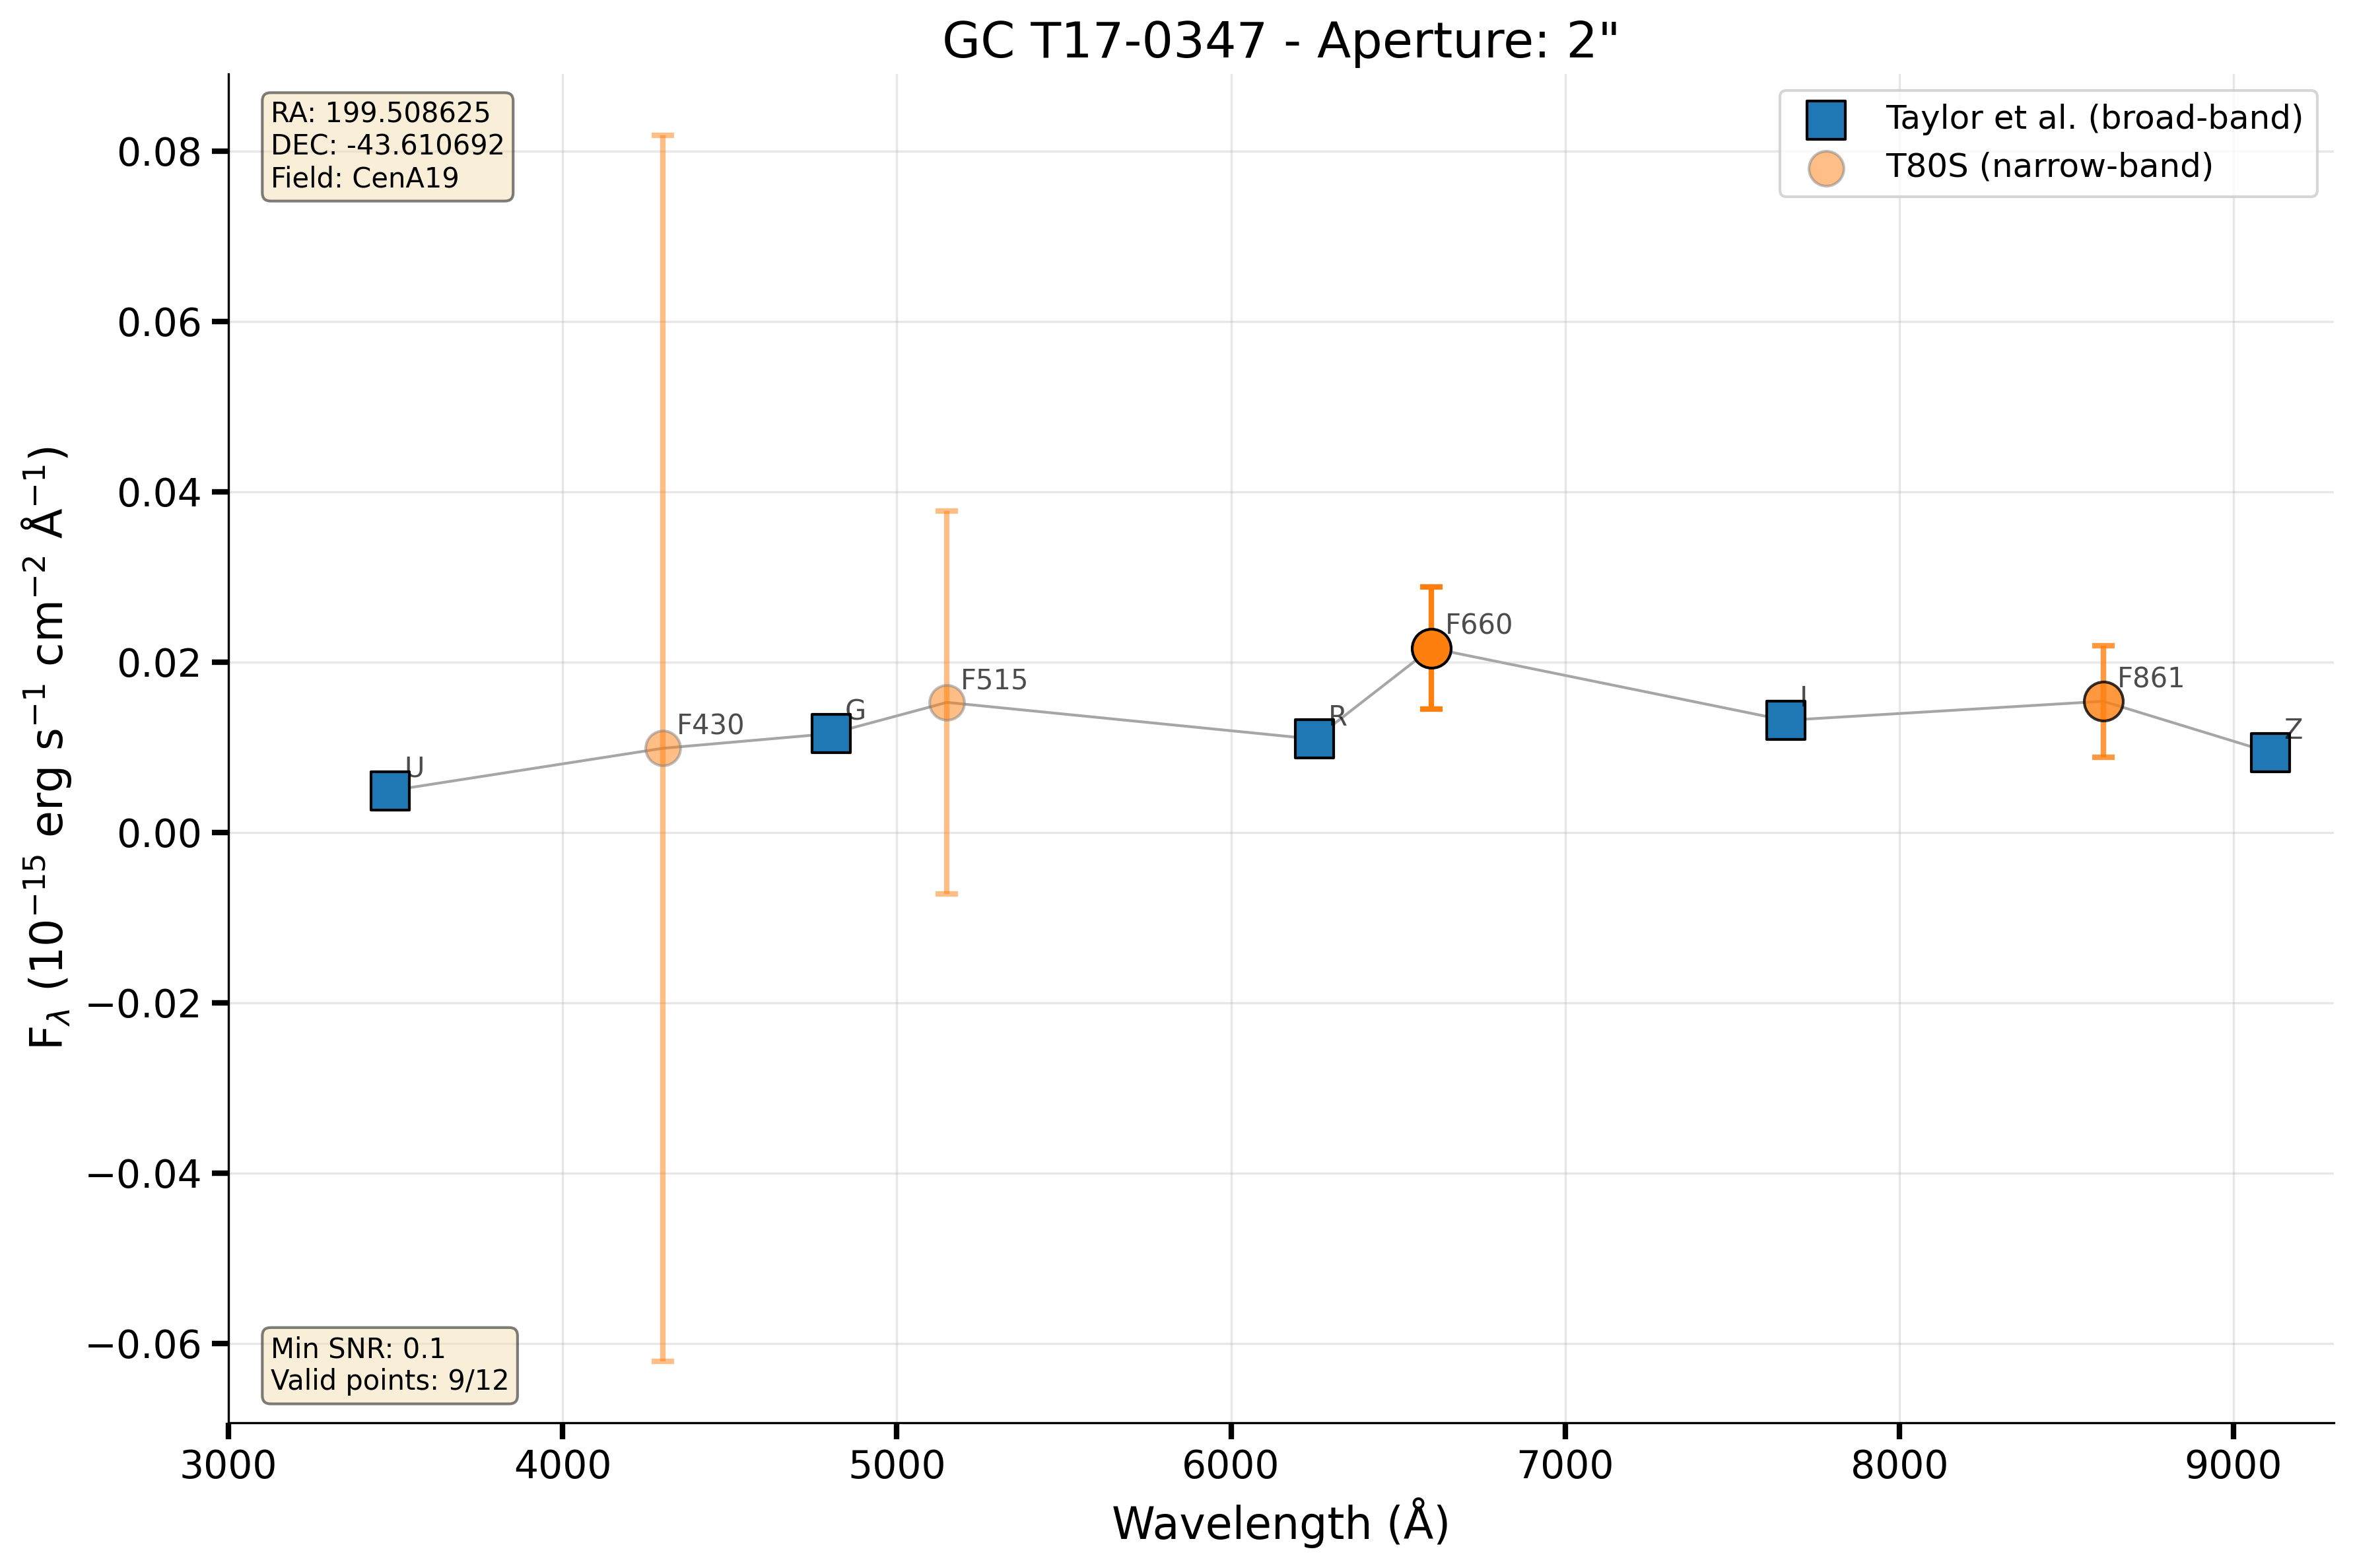 GC T17-0347 - Aperture: 2"
RA: 199.508625
DEC: -43.610692
Field: CenA19
Taylor et al. (broad-band)
T80S (narrow-band)
0.08
0.06
0.04
0.02
0.00
−0.02
−0.04
−0.06
F_λ (10⁻¹⁵ erg s⁻¹ cm⁻² Å⁻¹)
U
F430
G
F515
R
F660
I
F861
Z
Min SNR: 0.1
Valid points: 9/12
3000 4000 5000 6000 7000 8000 9000
Wavelength (Å)